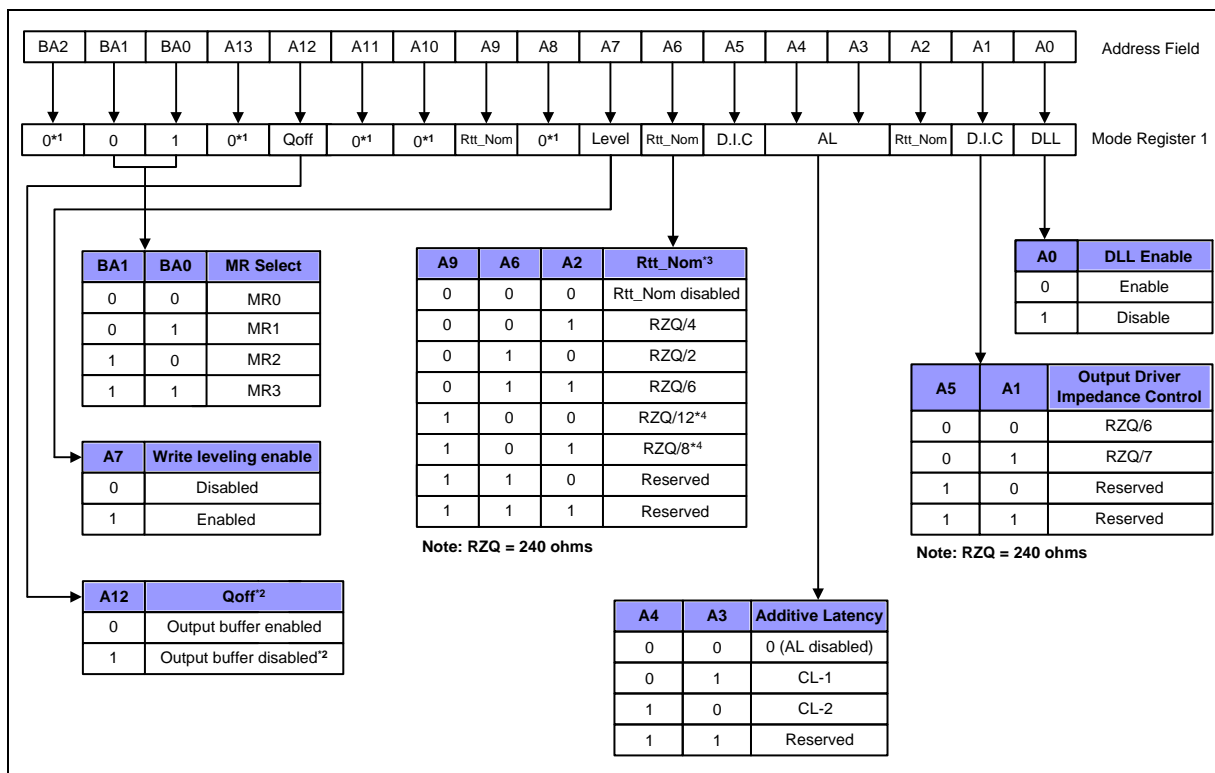 BA2 BA1 BA0 A13 A12 A11 A10 A9 A8 A7 A6 A5 A4 A3 A2 A1 A0 Address Field
0*1 0 1 0*1 Qoff 0*1 0*1 Rtt_Nom 0*1 Level Rtt_Nom D.I.C AL Rtt_Nom D.I.C DLL Mode Register 1
BA1 BA0 MR Select
0 0 MR0
0 1 MR1
1 0 MR2
1 1 MR3
A7 Write leveling enable
0 Disabled
1 Enabled
A12 Qoff*2
0 Output buffer enabled
1 Output buffer disabled*2
A9 A6 A2 Rtt_Nom*3
0 0 0 Rtt_Nom disabled
0 0 1 RZQ/4
0 1 0 RZQ/2
0 1 1 RZQ/6
1 0 0 RZQ/12*4
1 0 1 RZQ/8*4
1 1 0 Reserved
1 1 1 Reserved
Note: RZQ = 240 ohms
A4 A3 Additive Latency
0 0 0 (AL disabled)
0 1 CL-1
1 0 CL-2
1 1 Reserved
A0 DLL Enable
0 Enable
1 Disable
A5 A1 Output Driver
Impedance Control
0 0 RZQ/6
0 1 RZQ/7
1 0 Reserved
1 1 Reserved
Note: RZQ = 240 ohms